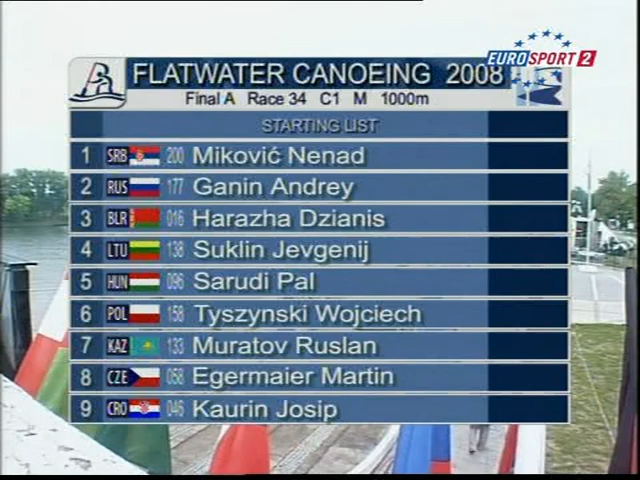 EUROSPORT 2
FLATWATER CANOEING 2008
Final A Race 34 C1 M 1000m
STARTING LIST
1 SRB 200 Miković Nenad
2 RUS 177 Ganin Andrey
3 BLR 016 Harazha Dzianis
4 LTU 138 Suklin Jevgenij
5 HUN 096 Sarudi Pal
6 POL 158 Tyszynski Wojciech
7 KAZ 133 Muratov Ruslan
8 CZE 058 Egermaier Martin
9 CRO 046 Kaurin Josip